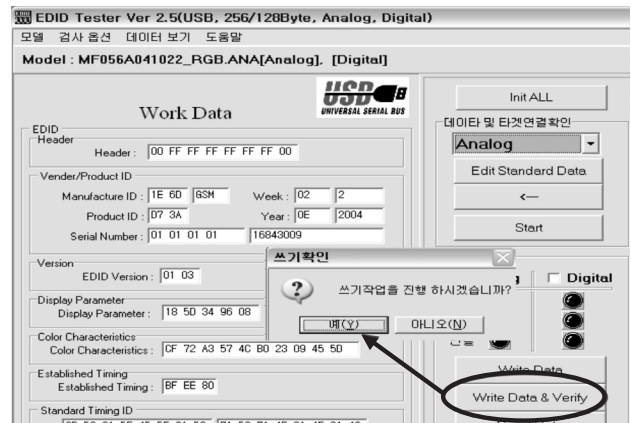 EDID Tester Ver 2.5(USB, 256/128Byte, Analog, Digital)
모델 검사 옵션 데이터 보기 도움말
Model : MF056A041022_RGB.ANA[Analog], [Digital]
Work Data
USB
UNIVERSAL SERIAL BUS
Init ALL
데이타 및 타겟연결확인
Analog
Edit Standard Data
<—
Start
EDID
Header
Header : 00 FF FF FF FF FF FF 00
Vender/Product ID
Manufacture ID : 1E 6D GSM Week : 02 2
Product ID : 07 3A Year : 0E 2004
Serial Number : 01 01 01 01 16843009
Version
EDID Version : 01 03
쓰기확인
쓰기작업을 진행 하시겠습니까?
예(Y) 아니오(N)
Digital
Display Parameter
Display Parameter : 18 5D 34 96 08
Color Characteristics
Color Characteristics : CF 72 A3 57 4C B0 23 09 45 5D
Established Timing
Established Timing : BF EE 80
Write Data
Write Data & Verify
Standard Timing ID